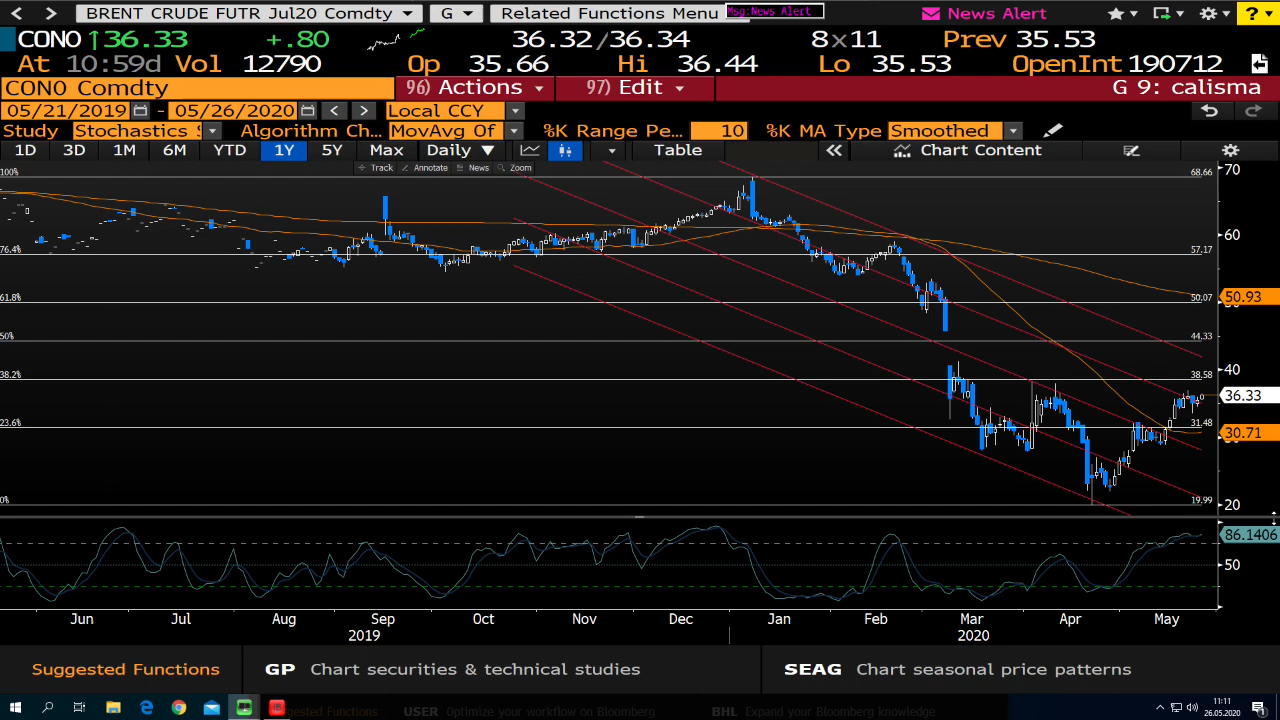 BRENT CRUDE FUTR Jul20 Comdty G Related Functions Menu Msg:News Alert News Alert ?
CON0 ↑36.33 +.80 36.32/36.34 8x11 Prev 35.53
At 10:59d Vol 12790 Op 35.66 Hi 36.44 Lo 35.53 OpenInt 190712
CON0 Comdty 96) Actions 97) Edit G 9: calisma
05/21/2019 - 05/26/2020 < > Local CCY
Study Stochastics Algorithm Ch... MovAvg Of %K Range Pe... 10 %K MA Type Smoothed
1D 3D 1M 6M YTD 1Y 5Y Max Daily ▼ Table « Chart Content
Track Annotate News Zoom
100% 68.66 70
60
76.4% 57.17
61.8% 50.07 50.93
50% 44.33
40
38.2% 38.58
36.33
23.6% 31.48
30.71
0% 19.99 20
86.1406
50
Jun Jul Aug Sep Oct Nov Dec Jan Feb Mar Apr May
2019 2020
Suggested Functions GP Chart securities & technical studies SEAG Chart seasonal price patterns
Suggested Functions: USER Optimize your workflow on Bloomberg BHL Expand your Bloomberg knowledge
11:11
26.05.2020
1